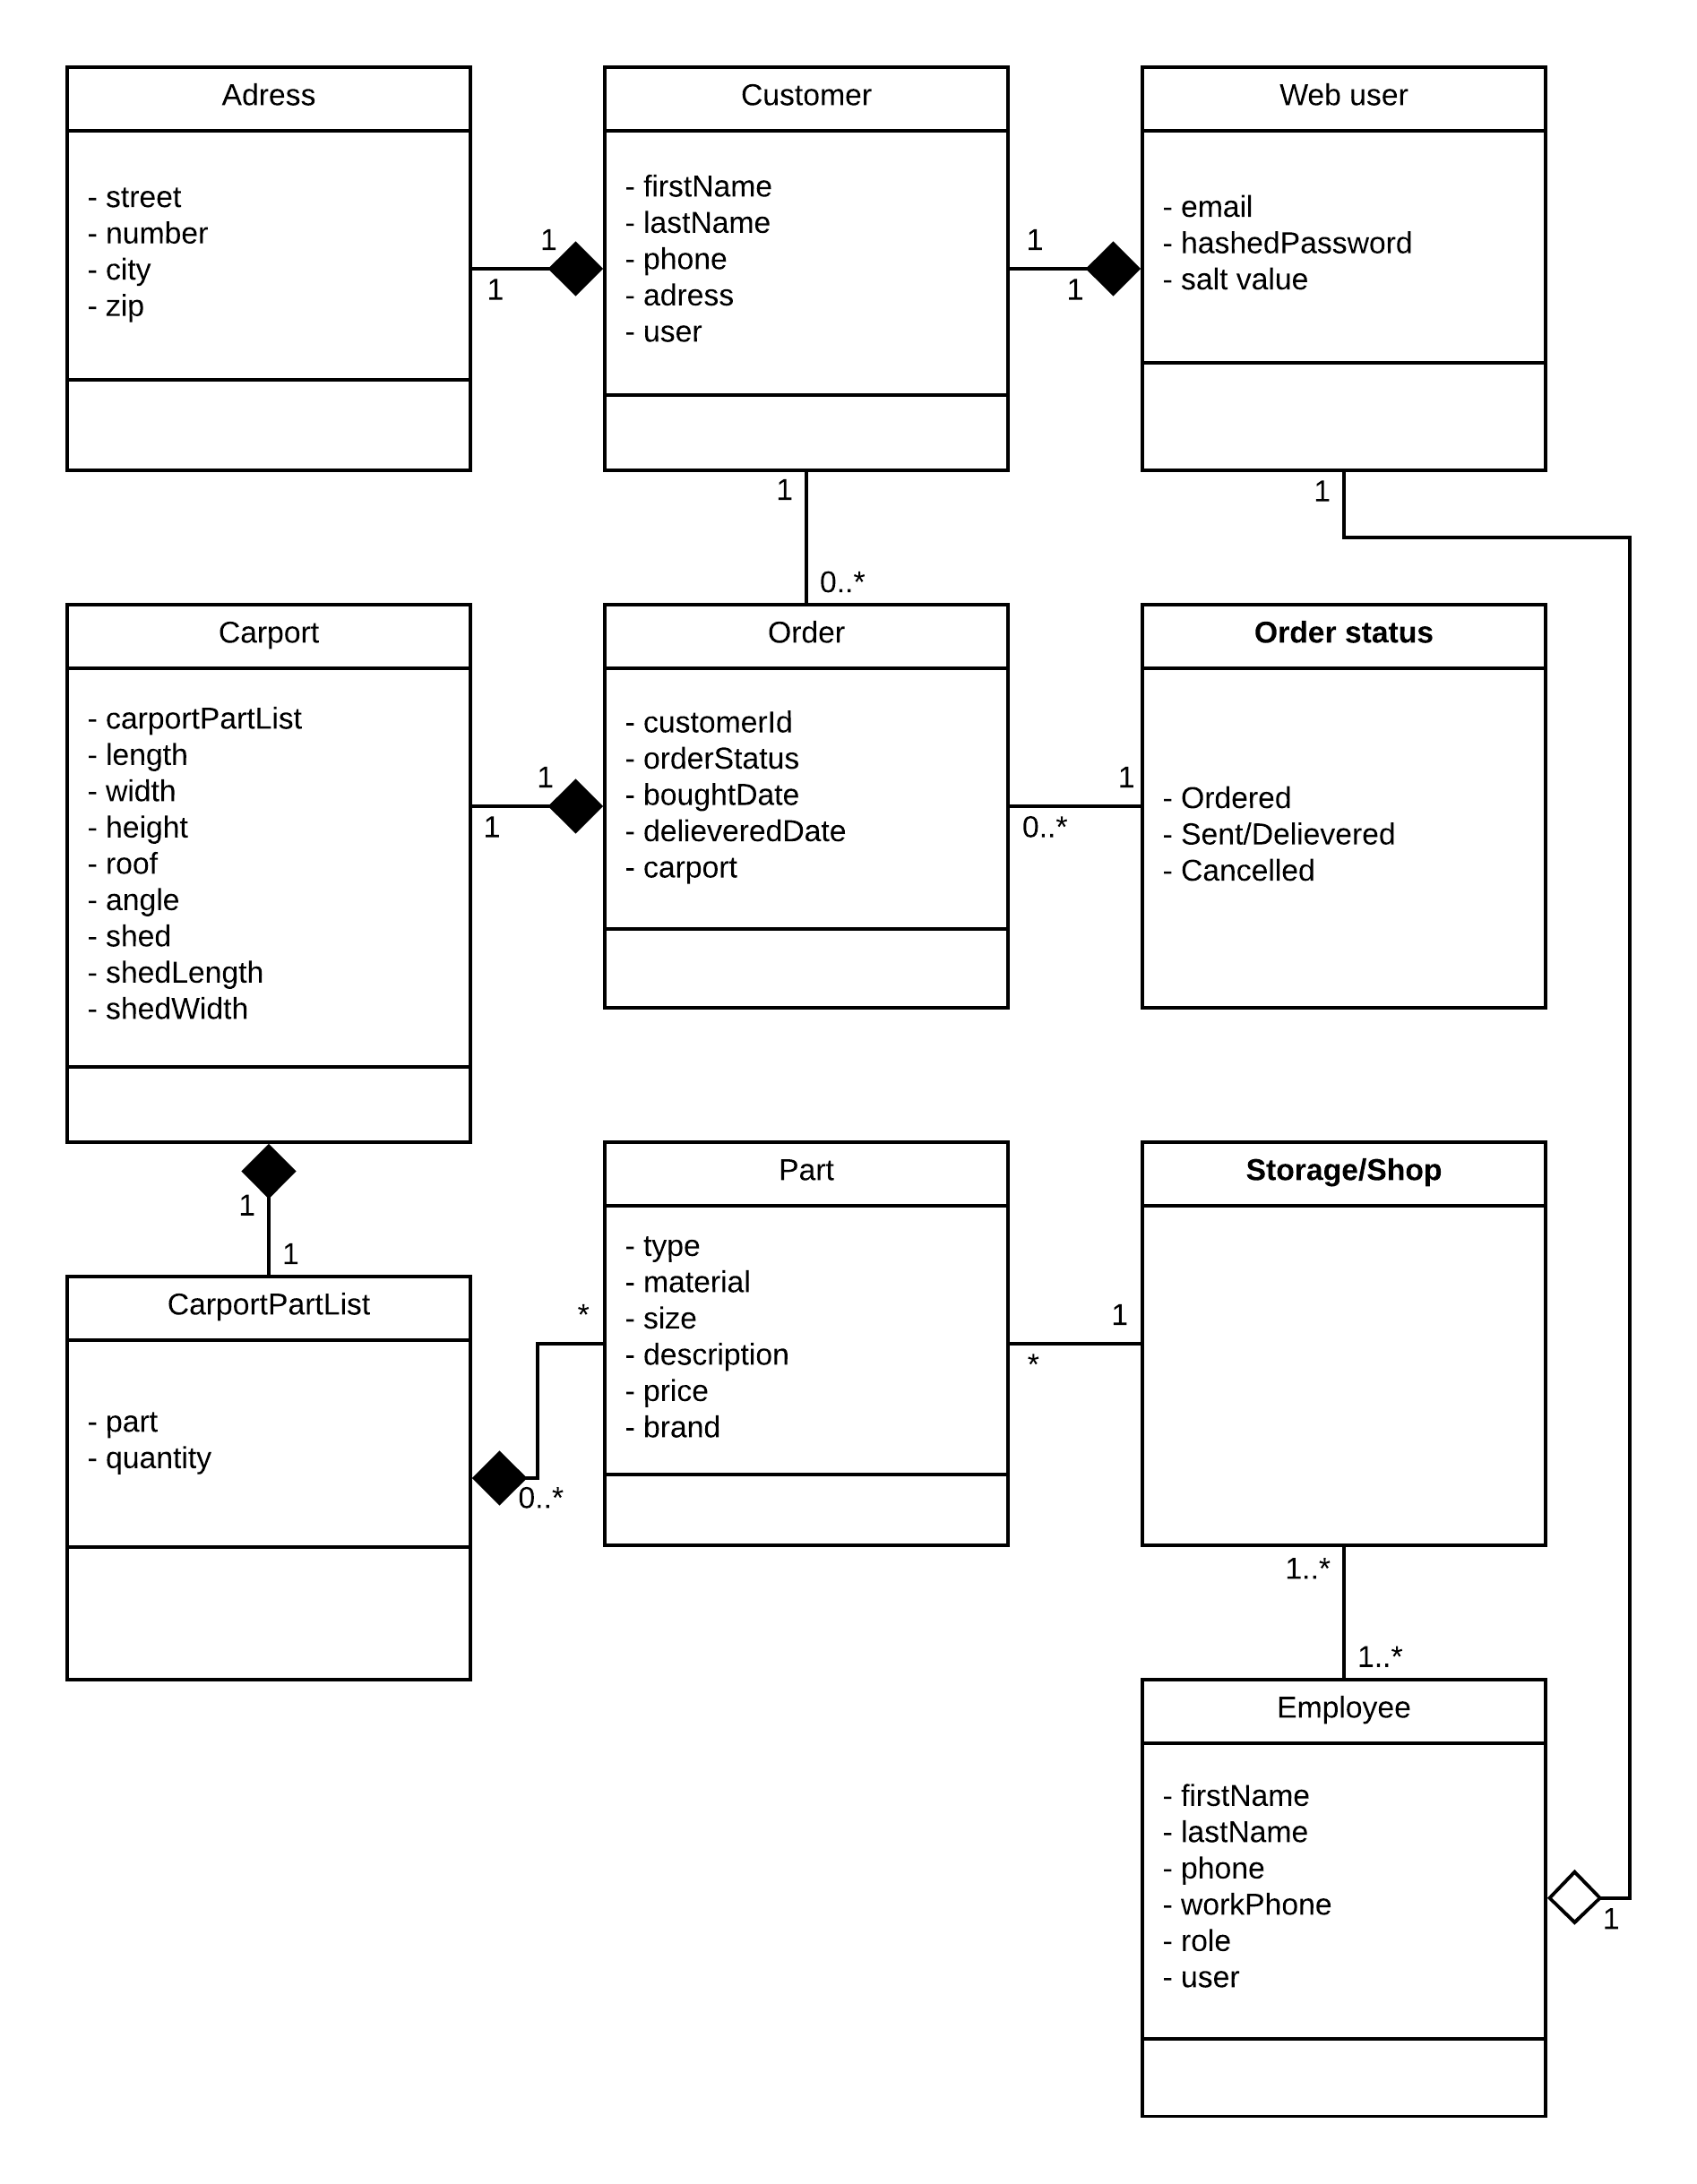 Adress
- street
- number
- city
- zip
1
1
Customer
- firstName
- lastName
- phone
- adress
- user
1
1
Web user
- email
- hashedPassword
- salt value
1
0..*
1
Carport
- carportPartList
- length
- width
- height
- roof
- angle
- shed
- shedLength
- shedWidth
1
1
Order
- customerId
- orderStatus
- boughtDate
- delieveredDate
- carport
1
0..*
Order status
- Ordered
- Sent/Delievered
- Cancelled
1
1
CarportPartList
- part
- quantity
*
0..*
Part
- type
- material
- size
- description
- price
- brand
1
*
Storage/Shop
1..*
1..*
Employee
- firstName
- lastName
- phone
- workPhone
- role
- user
1